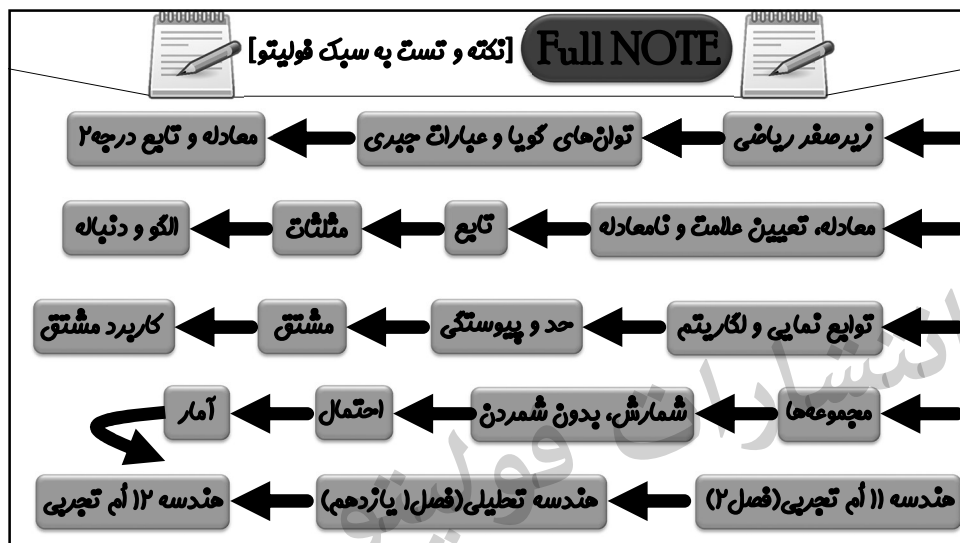 Full NOTE [نکته و تست به سبک فولیتو]
زیرصفر ریاضی توان‌های گویا و عبارات جبری معادله و تابع درجه۲
معادله، تعیین علامت و نامعادله تابع مثلثات الگو و دنباله
توابع نمایی و لگاریتم حد و پیوستگی مشتق کاربرد مشتق
مجموعه‌ها شمارش، بدون شمردن احتمال آمار
هندسه ۱۱ اُم تجربی(فصل۲) هندسه تحلیلی(فصل۱ یازدهم) هندسه ۱۲ اُم تجربی
انتشارات فولیتو